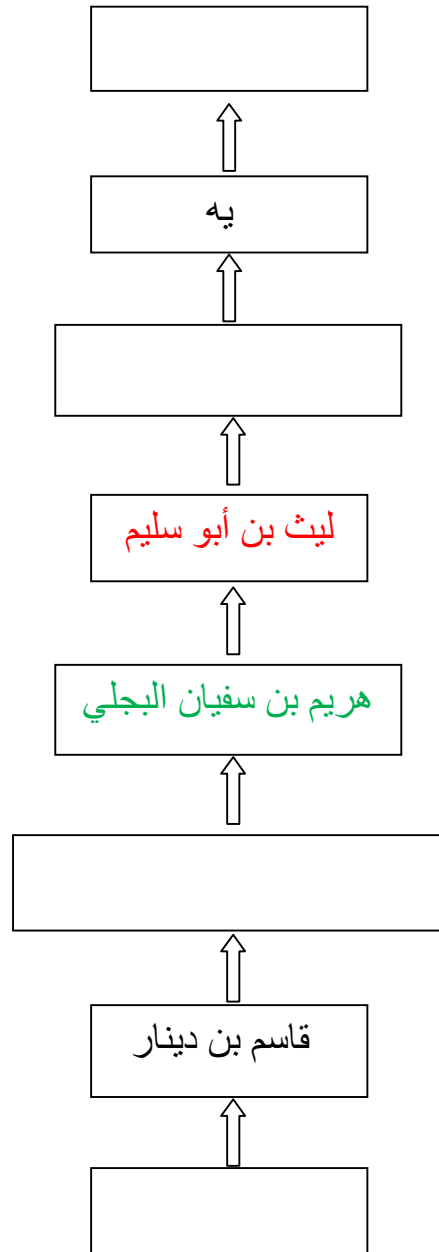 يه
ليث بن أبو سليم
هريم بن سفيان البجلي
قاسم بن دينار